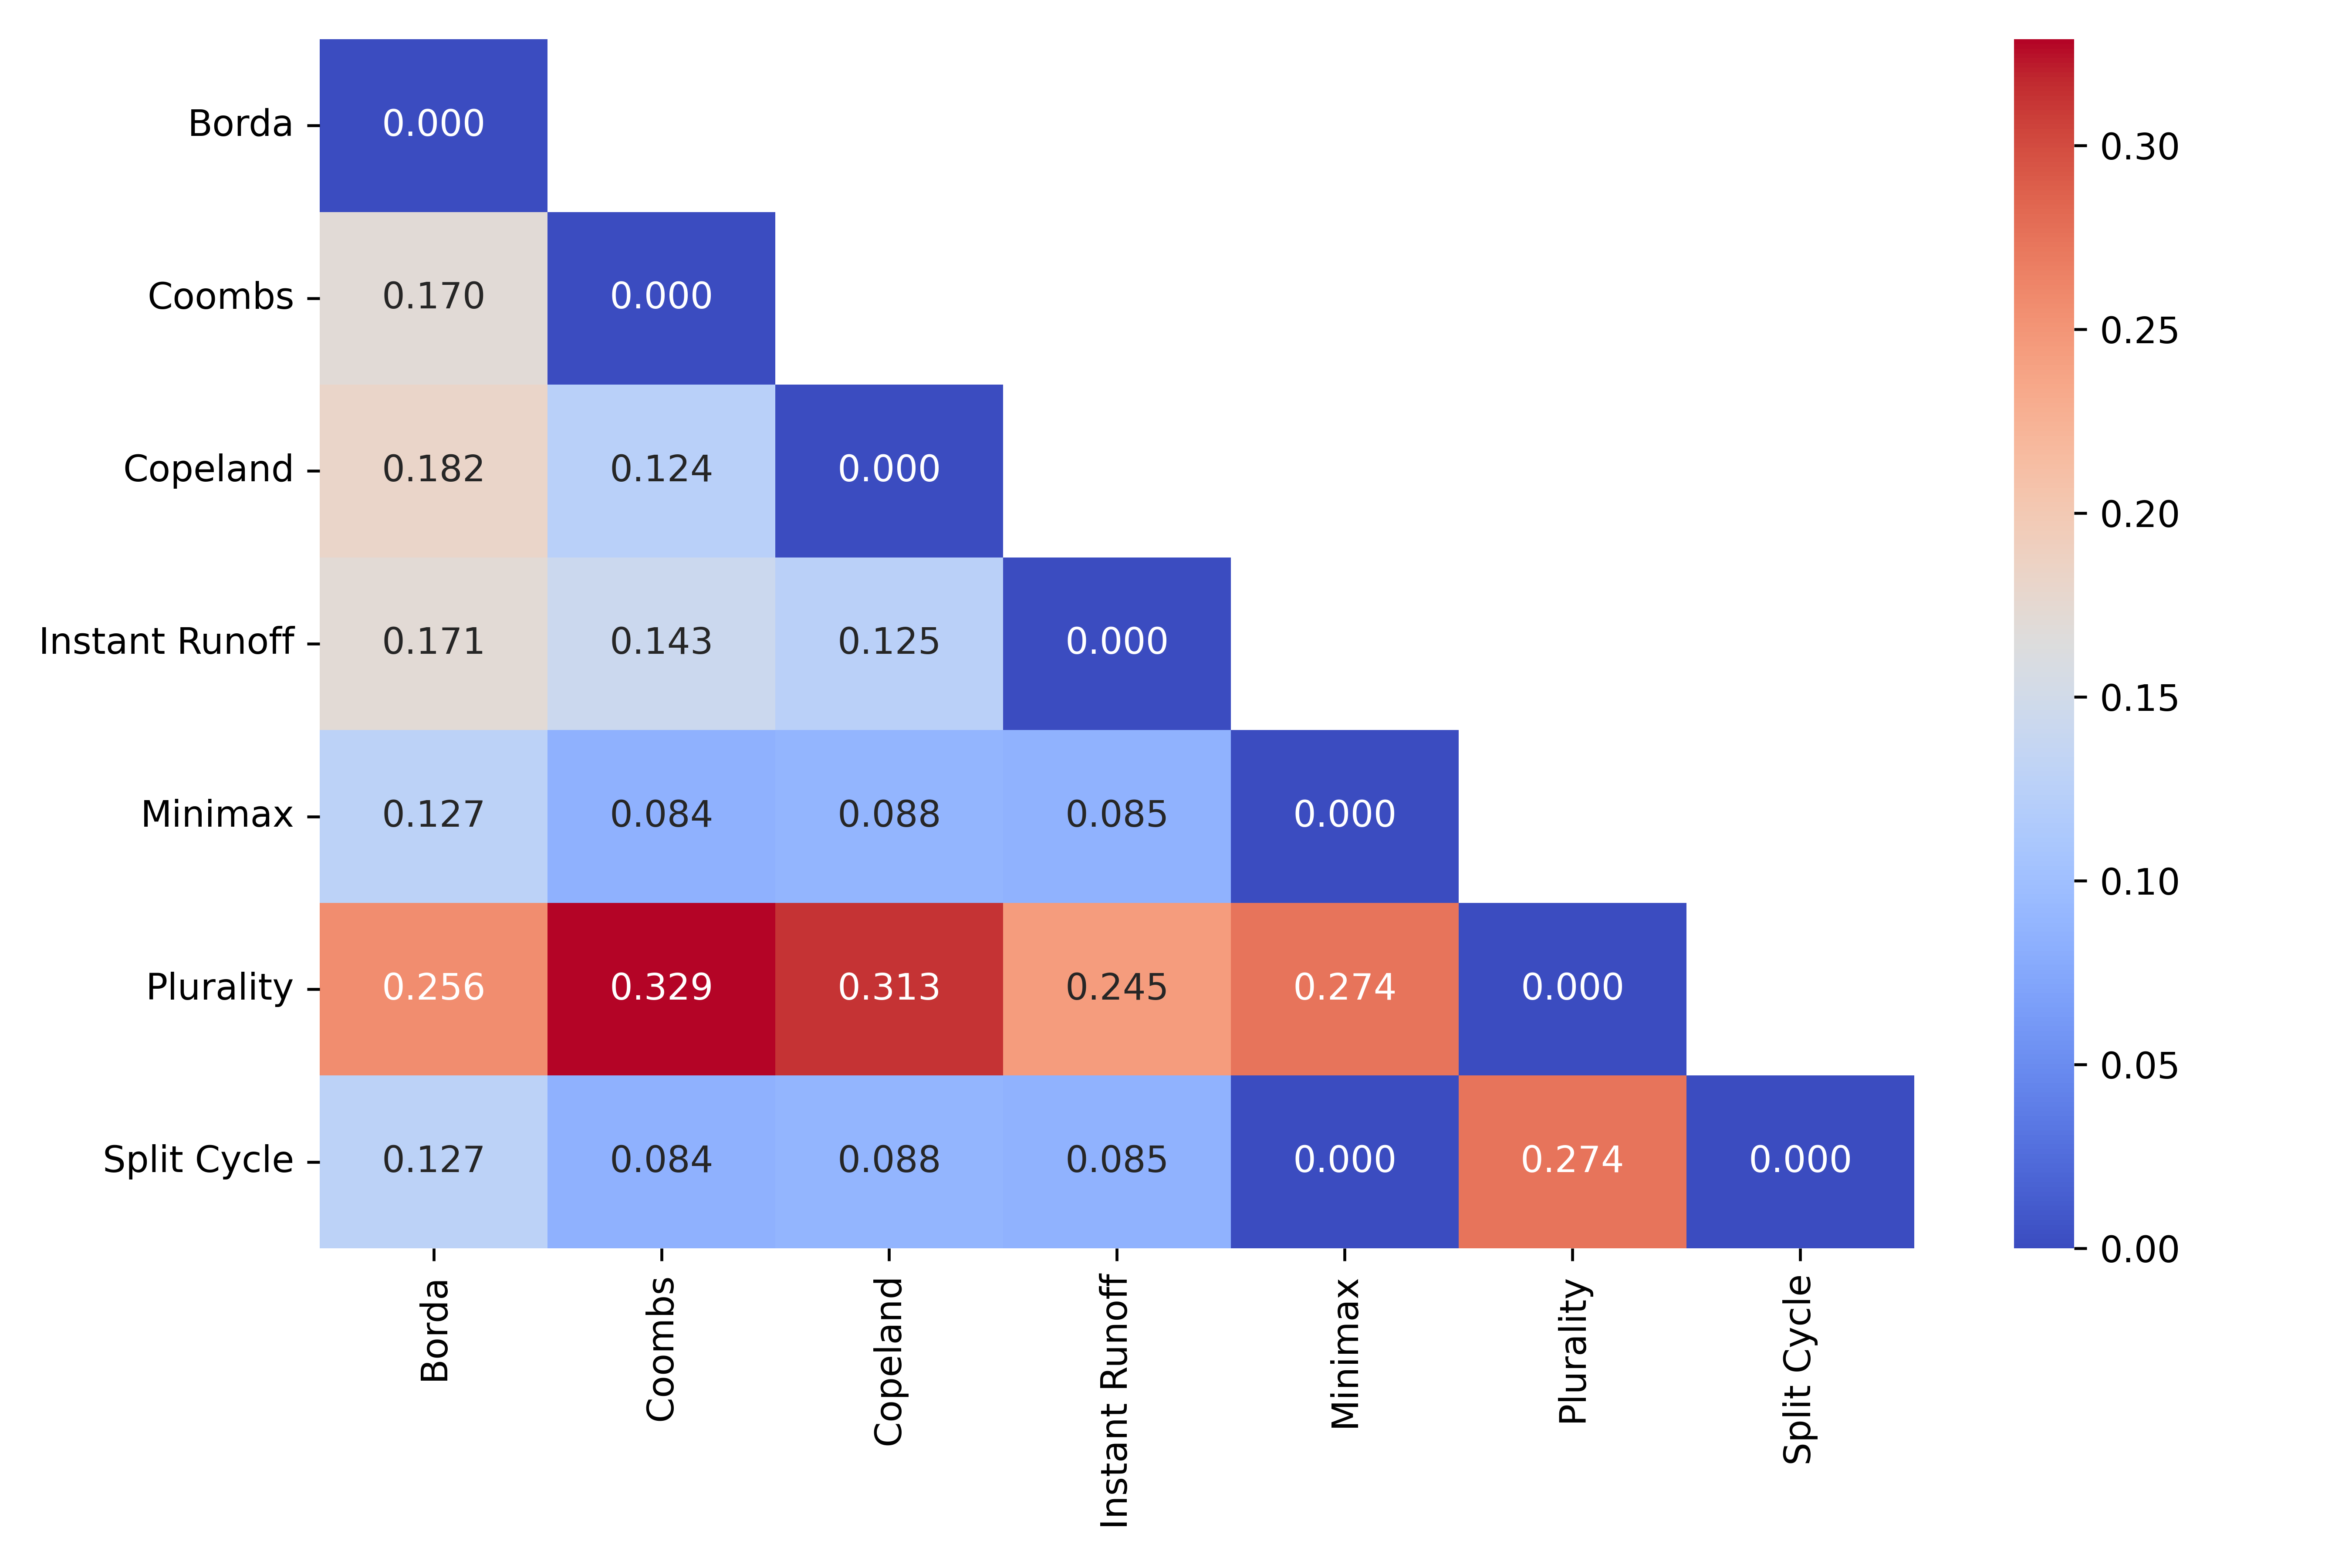 Borda 0.000
Coombs 0.170 0.000
Copeland 0.182 0.124 0.000
Instant Runoff 0.171 0.143 0.125 0.000
Minimax 0.127 0.084 0.088 0.085 0.000
Plurality 0.256 0.329 0.313 0.245 0.274 0.000
Split Cycle 0.127 0.084 0.088 0.085 0.000 0.274 0.000
Borda Coombs Copeland Instant Runoff Minimax Plurality Split Cycle
0.30
0.25
0.20
0.15
0.10
0.05
0.00